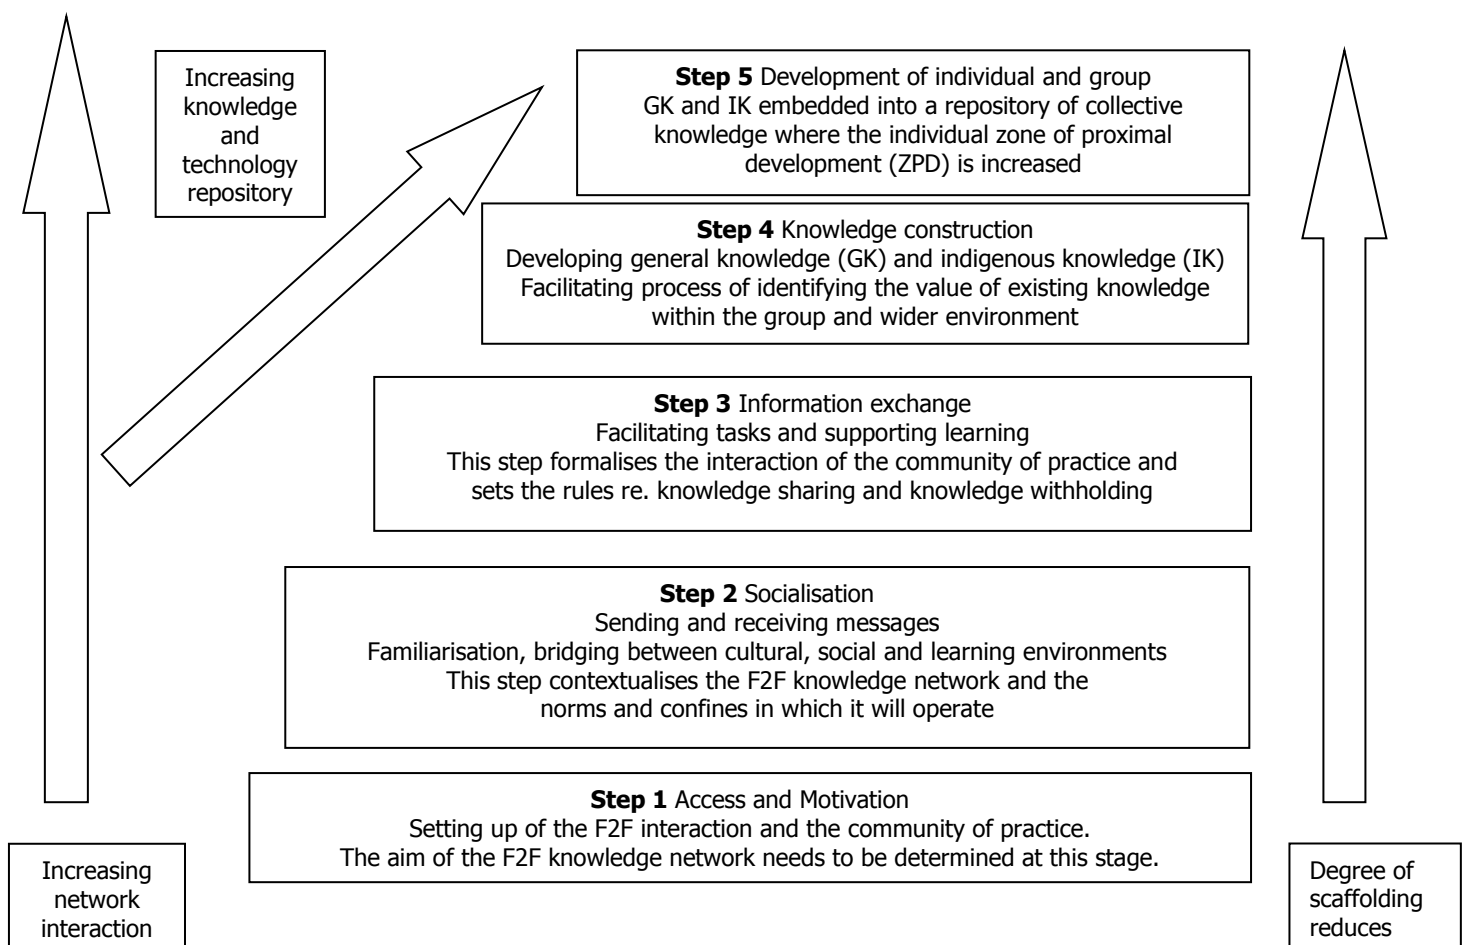 Increasing
knowledge
and
technology
repository
Step 5 Development of individual and group
GK and IK embedded into a repository of collective
knowledge where the individual zone of proximal
development (ZPD) is increased
Step 4 Knowledge construction
Developing general knowledge (GK) and indigenous knowledge (IK)
Facilitating process of identifying the value of existing knowledge
within the group and wider environment
Step 3 Information exchange
Facilitating tasks and supporting learning
This step formalises the interaction of the community of practice and
sets the rules re. knowledge sharing and knowledge withholding
Step 2 Socialisation
Sending and receiving messages
Familiarisation, bridging between cultural, social and learning environments
This step contextualises the F2F knowledge network and the
norms and confines in which it will operate
Step 1 Access and Motivation
Setting up of the F2F interaction and the community of practice.
The aim of the F2F knowledge network needs to be determined at this stage.
Increasing
network
interaction
Degree of
scaffolding
reduces